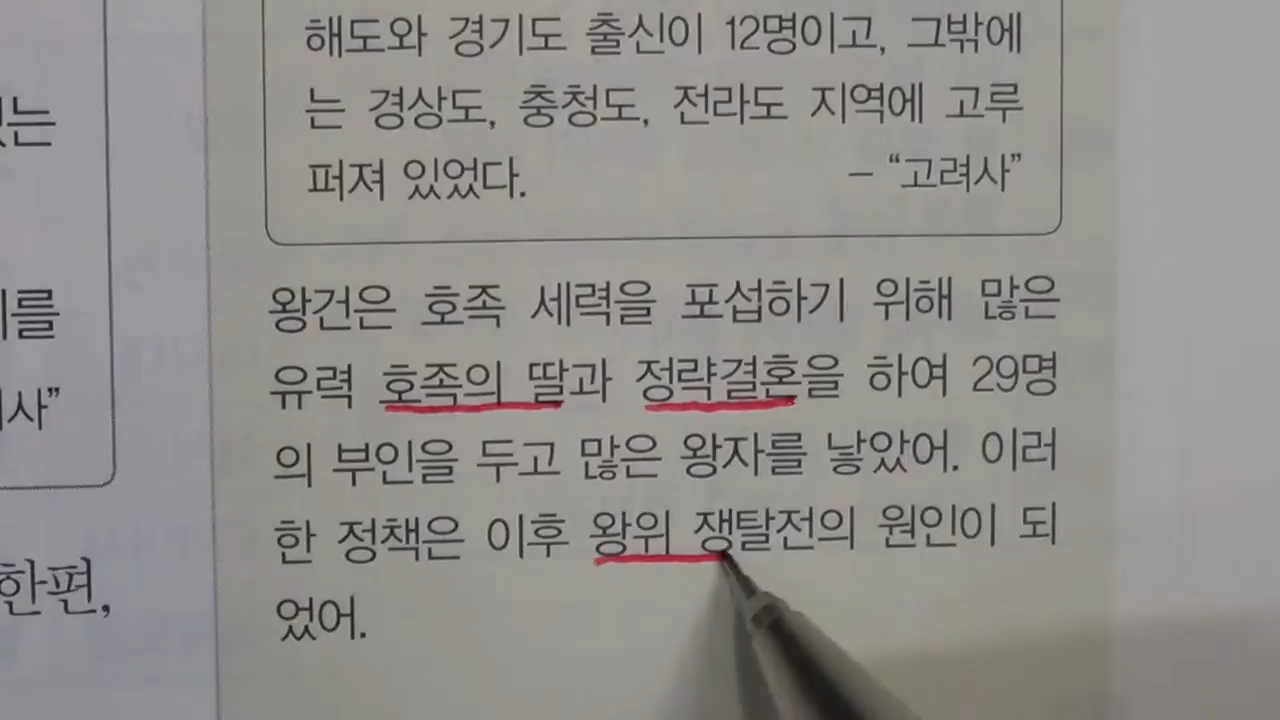 해도와 경기도 출신이 12명이고, 그밖에
는 경상도, 충청도, 전라도 지역에 고루
퍼져 있었다. – “고려사”
왕건은 호족 세력을 포섭하기 위해 많은
유력 호족의 딸과 정략결혼을 하여 29명
의 부인을 두고 많은 왕자를 낳았어. 이러
한 정책은 이후 왕위 쟁탈전의 원인이 되
었어.
는
를
사”
한편,